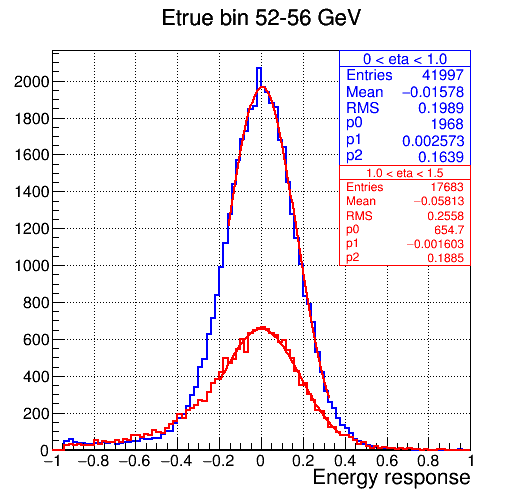 Etrue bin 52-56 GeV
0 < eta < 1.0
Entries 41997
Mean −0.01578
RMS 0.1989
p0 1968
p1 0.002573
p2 0.1639
1.0 < eta < 1.5
Entries 17683
Mean −0.05813
RMS 0.2558
p0 654.7
p1 −0.001603
p2 0.1885
2000
1800
1600
1400
1200
1000
800
600
400
200
0
−1 −0.8 −0.6 −0.4 −0.2 0 0.2 0.4 0.6 0.8 1
Energy response